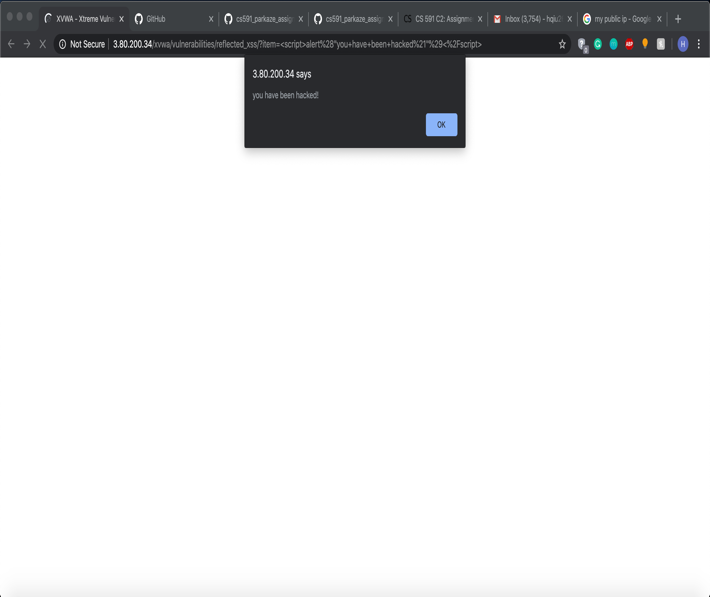 XVWA - Xtreme Vulne
GitHub
cs591_parkaze_assig
cs591_parkaze_assig
CS 591 C2: Assignme
Inbox (3,754) - hqiu2
my public ip - Google
Not Secure 3.80.200.34/xvwa/vulnerabilities/reflected_xss/?item=<script>alert%28"you+have+been+hacked%21"%29<%2Fscript>
ABP
H
3.80.200.34 says
you have been hacked!
OK